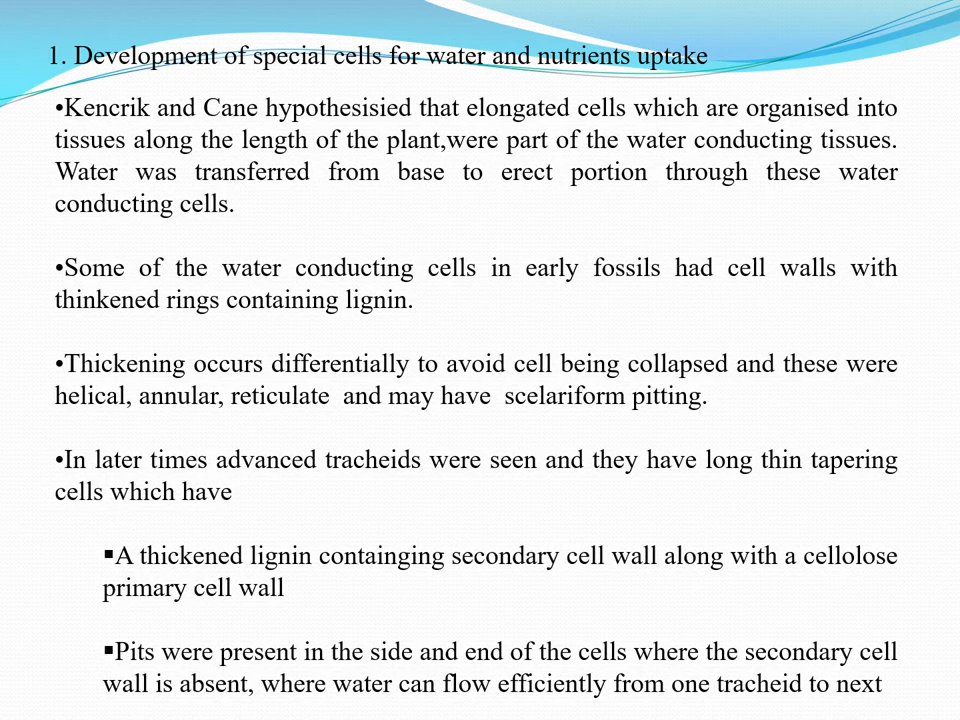 1. Development of special cells for water and nutrients uptake
•Kencrik and Cane hypothesisied that elongated cells which are organised into
tissues along the length of the plant,were part of the water conducting tissues.
Water was transferred from base to erect portion through these water
conducting cells.
•Some of the water conducting cells in early fossils had cell walls with
thinkened rings containing lignin.
•Thickening occurs differentially to avoid cell being collapsed and these were
helical, annular, reticulate and may have scelariform pitting.
•In later times advanced tracheids were seen and they have long thin tapering
cells which have
▪A thickened lignin containging secondary cell wall along with a cellolose
primary cell wall
▪Pits were present in the side and end of the cells where the secondary cell
wall is absent, where water can flow efficiently from one tracheid to next